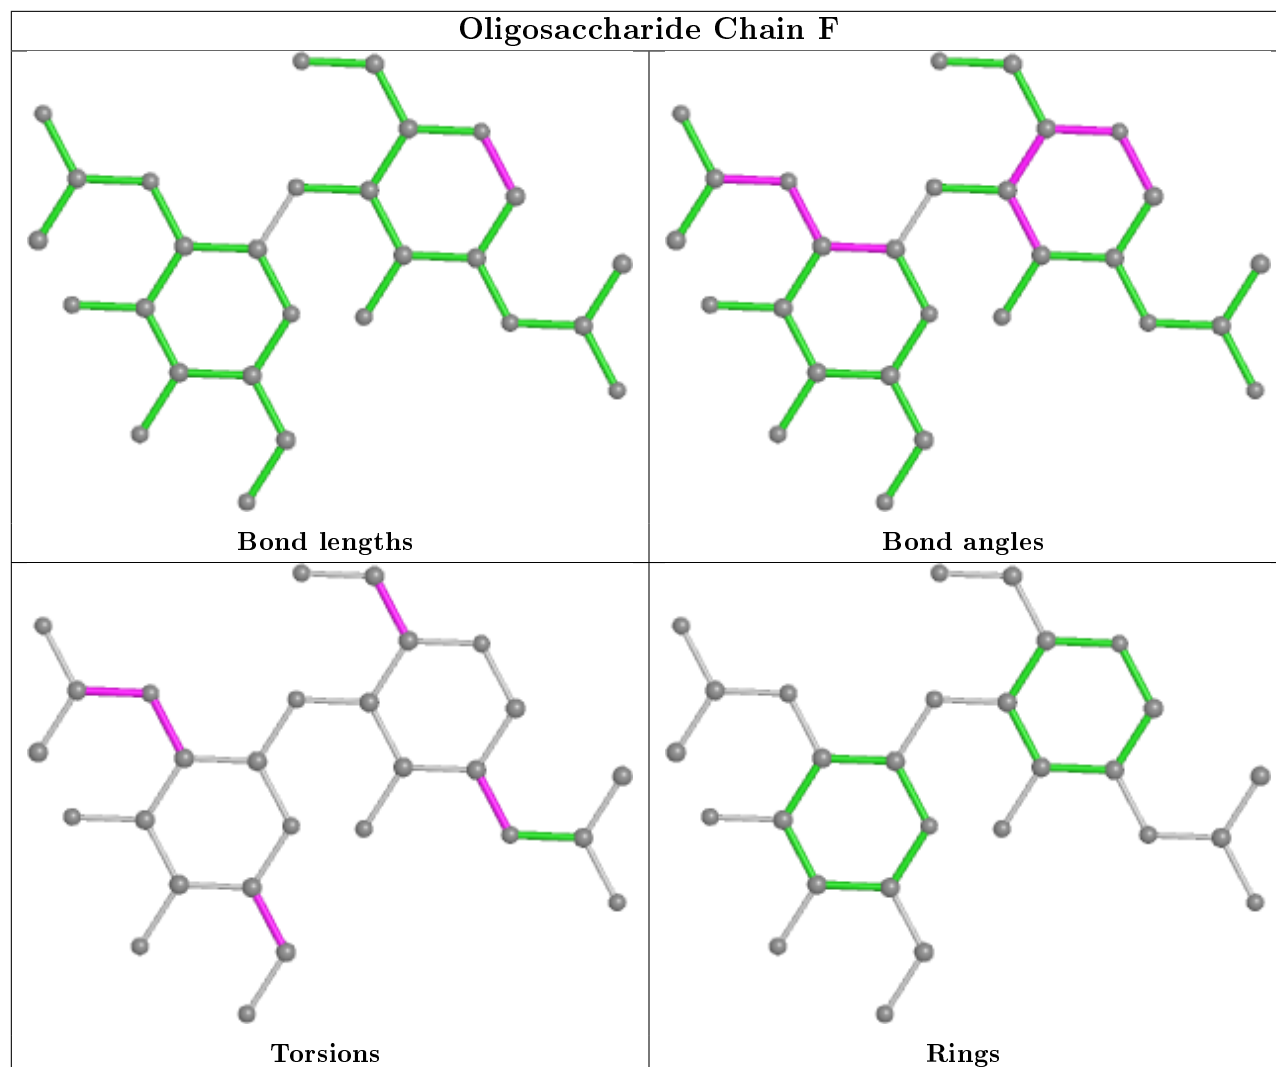 Oligosaccharide Chain F
Bond lengths
Bond angles
Torsions
Rings